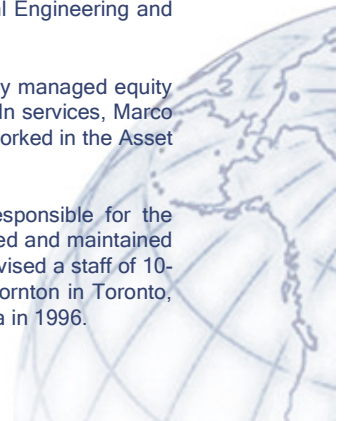 al Engineering and
y managed equity
In services, Marco
orked in the Asset
esponsible for the
ed and maintained
vised a staff of 10-
ornton in Toronto,
a in 1996.